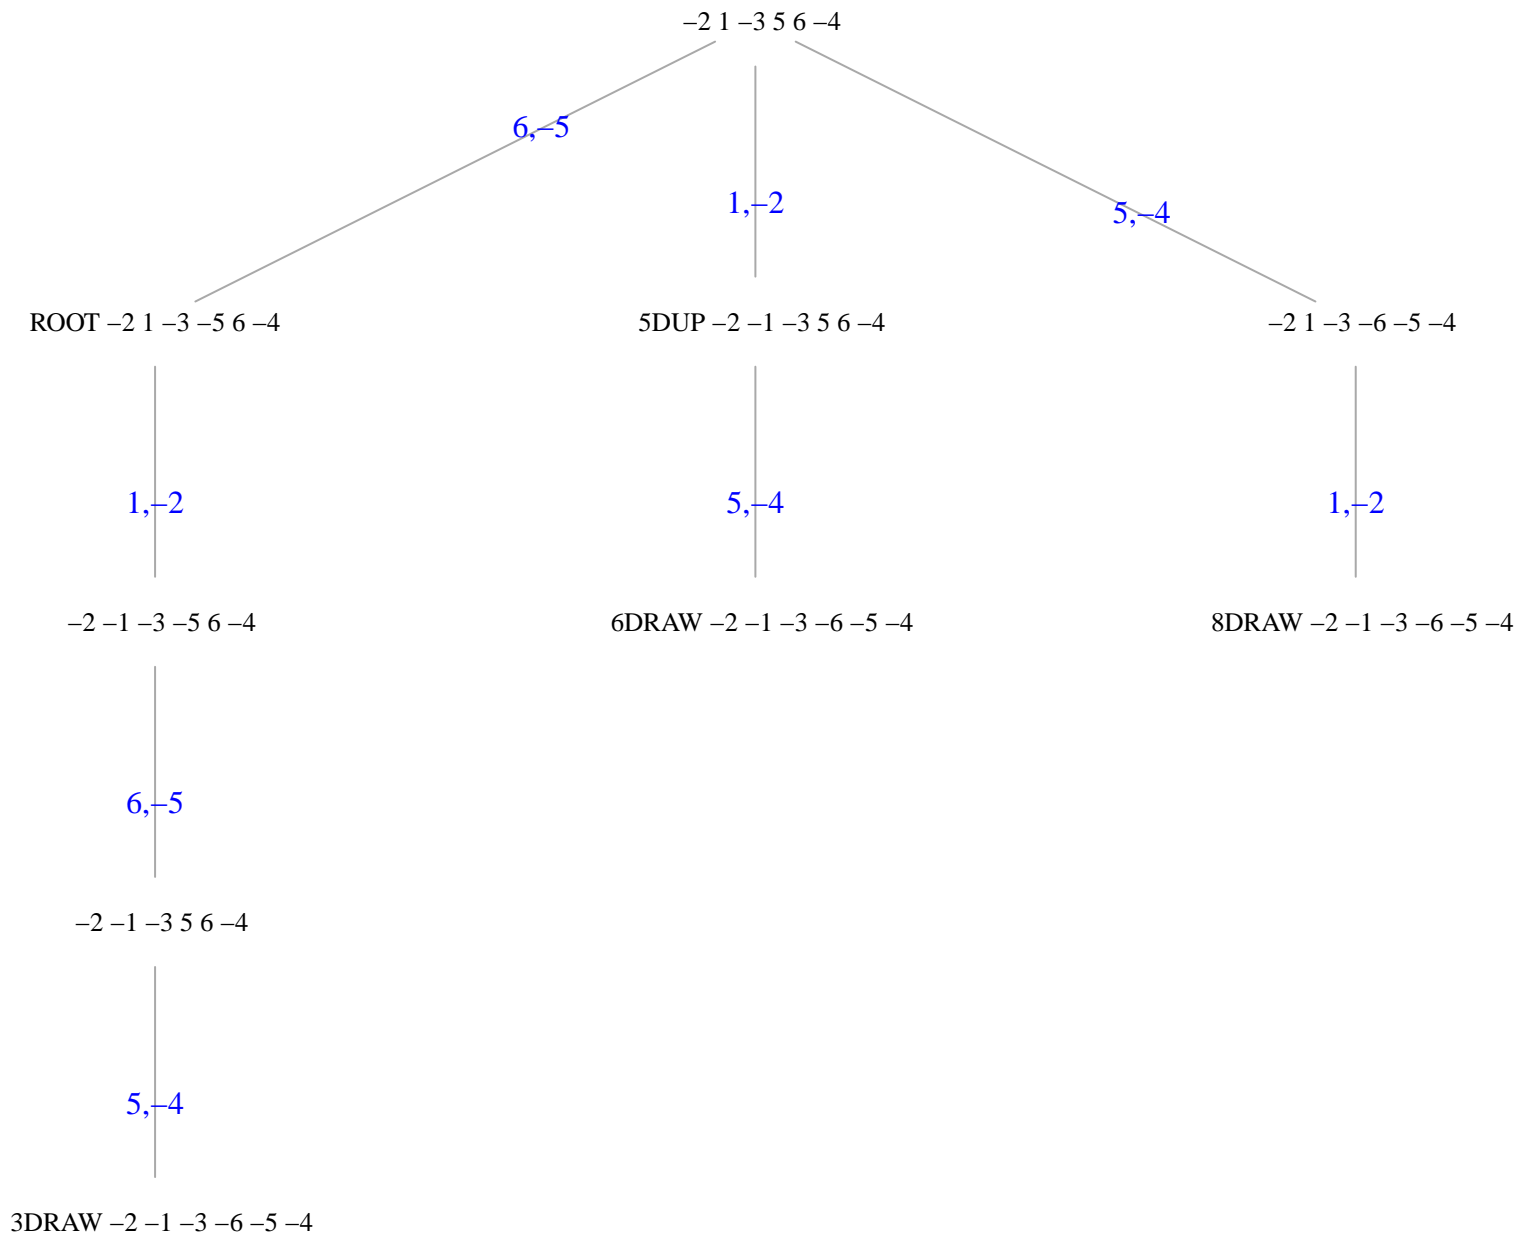 –2 1 –3 5 6 –4
6,–5
1,–2
5,–4
ROOT –2 1 –3 –5 6 –4
5DUP –2 –1 –3 5 6 –4
–2 1 –3 –6 –5 –4
1,–2
5,–4
1,–2
–2 –1 –3 –5 6 –4
6DRAW –2 –1 –3 –6 –5 –4
8DRAW –2 –1 –3 –6 –5 –4
6,–5
–2 –1 –3 5 6 –4
5,–4
3DRAW –2 –1 –3 –6 –5 –4